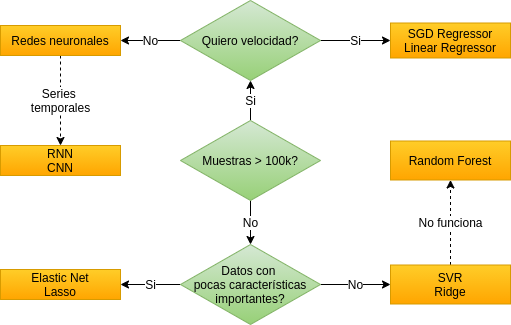 Redes neuronales
No
Quiero velocidad?
Si
SGD Regressor
Linear Regressor
Series
temporales
Si
RNN
CNN
Muestras > 100k?
Random Forest
No
No funciona
Elastic Net
Lasso
Si
Datos con
pocas características
importantes?
No
SVR
Ridge